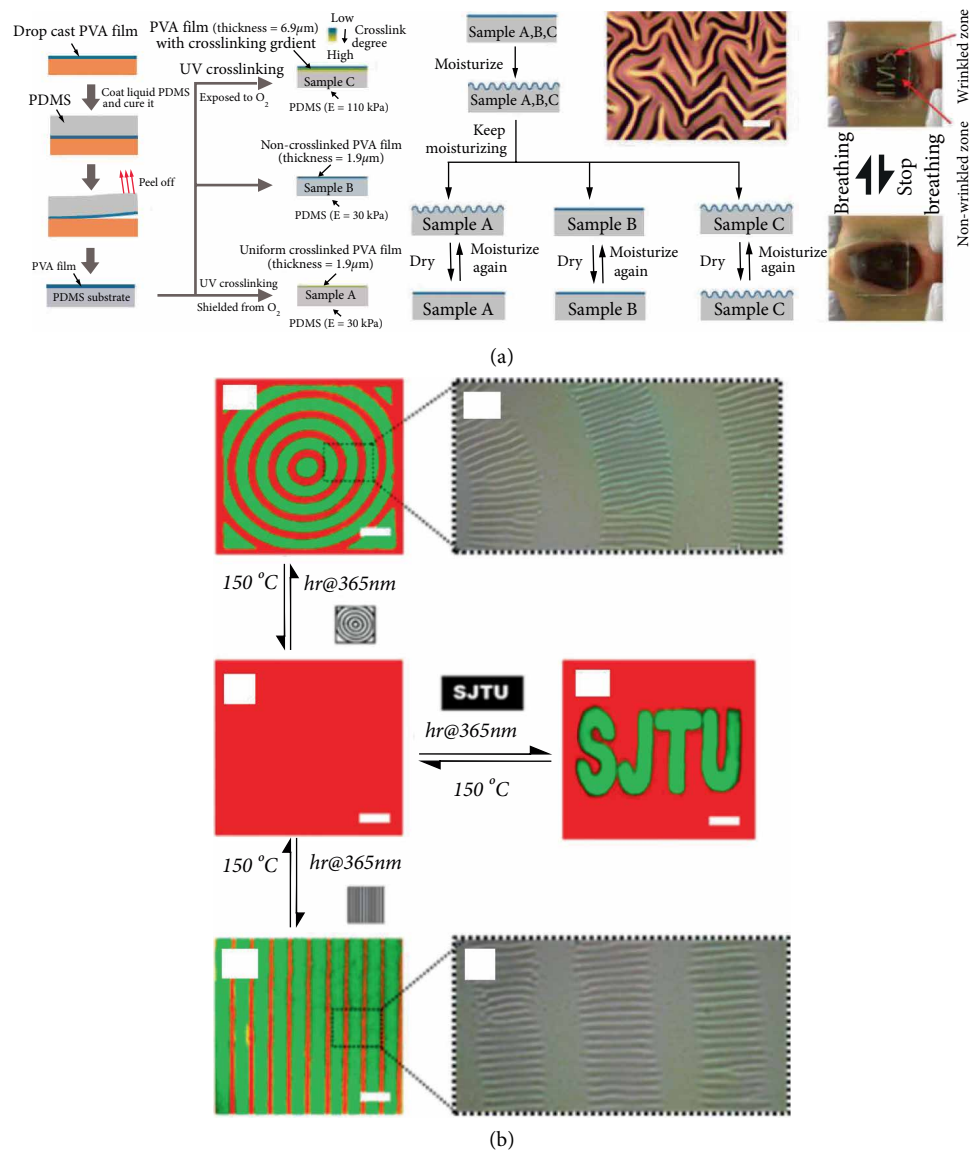 Drop cast PVA film
PDMS
Coat liquid PDMS
and cure it
Peel off
PVA film
PDMS substrate
PVA film (thickness = 6.9μm)
with crosslinking grdient
Low
Crosslink
degree
High
UV crosslinking
Exposed to O2
Sample C
PDMS (E = 110 kPa)
Non-crosslinked PVA film
(thickness = 1.9μm)
Sample B
PDMS (E = 30 kPa)
Uniform crosslinked PVA film
(thickness = 1.9μm)
UV crosslinking
Shielded from O2
Sample A
PDMS (E = 30 kPa)
Sample A,B,C
Moisturize
Sample A,B,C
Keep
moisturizing
Sample A
Sample B
Sample C
Dry
Moisturize
again
Dry
Moisturize
again
Dry
Moisturize
again
Sample A
Sample B
Sample C
IMS
Wrinkled zone
Non-wrinkled zone
Breathing
Stop
breathing
(a)
150 °C
hr@365nm
SJTU
hr@365nm
150 °C
SJTU
150 °C
hr@365nm
(b)